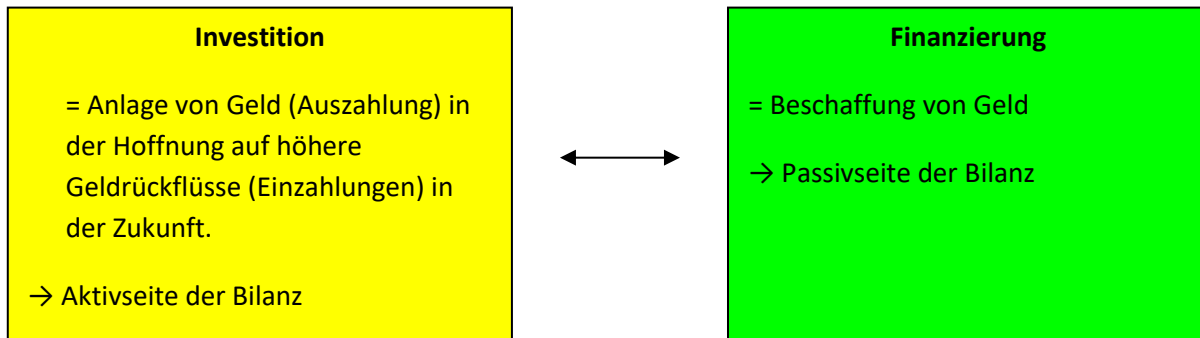 Investition
= Anlage von Geld (Auszahlung) in
der Hoffnung auf höhere
Geldrückflüsse (Einzahlungen) in
der Zukunft.
→ Aktivseite der Bilanz
Finanzierung
= Beschaffung von Geld
→ Passivseite der Bilanz